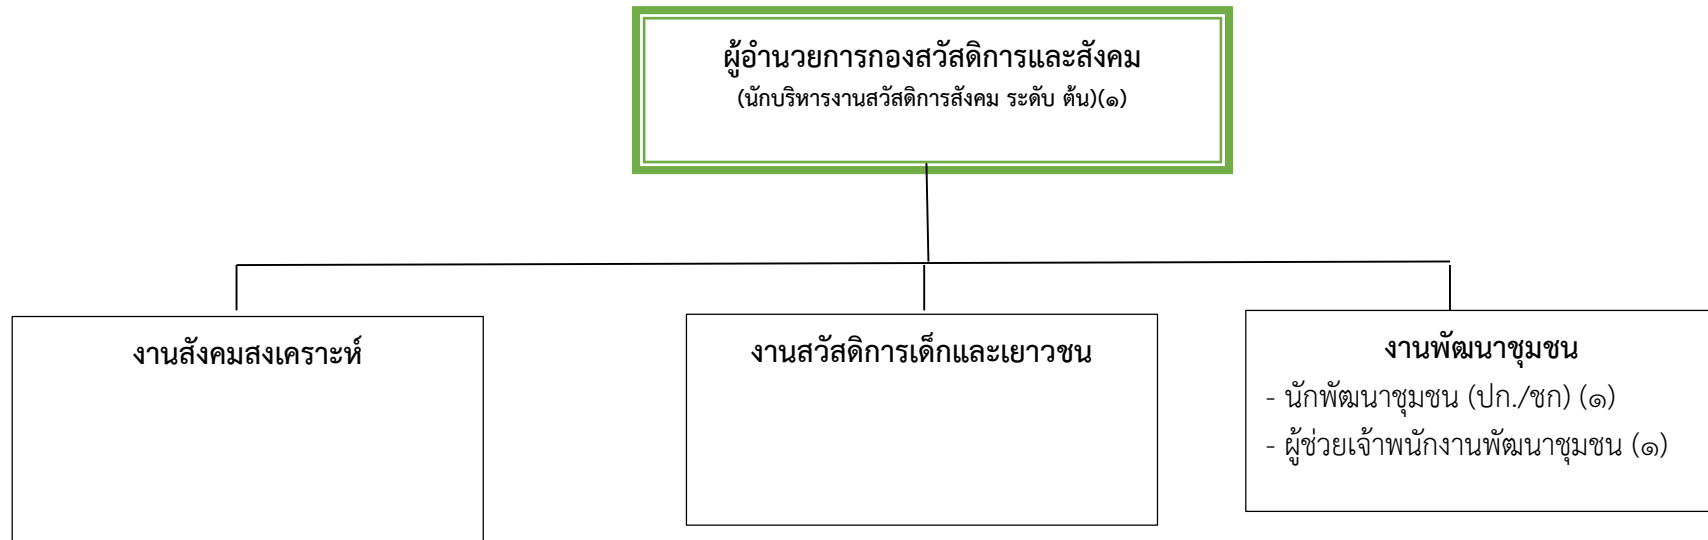 ผู้อำนวยการกองสวัสดิการและสังคม
(นักบริหารงานสวัสดิการสังคม ระดับ ต้น)(๑)
งานสังคมสงเคราะห์
งานสวัสดิการเด็กและเยาวชน
งานพัฒนาชุมชน
- นักพัฒนาชุมชน (ปก./ชก) (๑)
- ผู้ช่วยเจ้าพนักงานพัฒนาชุมชน (๑)